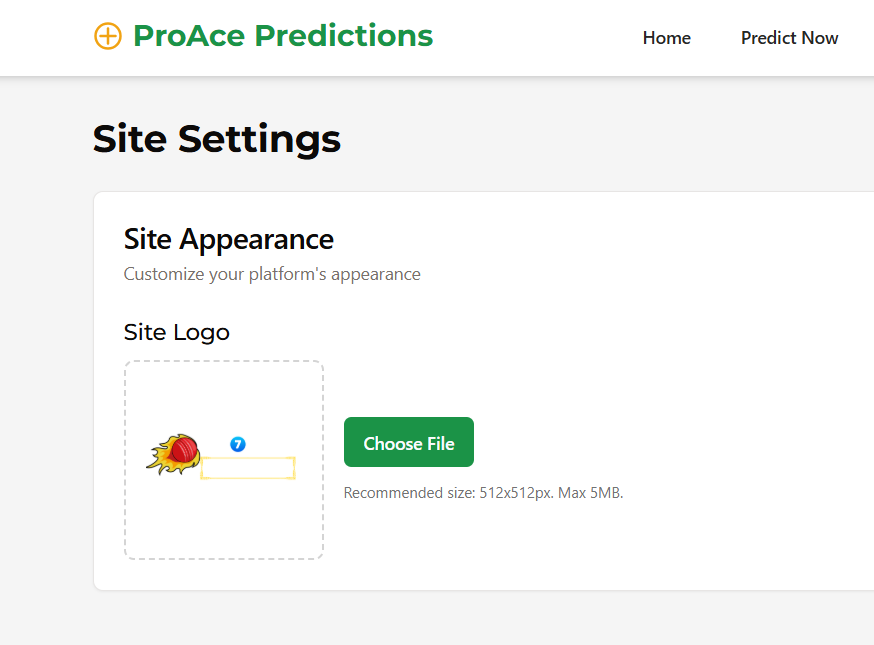 ProAce Predictions
Home
Predict Now
Site Settings
Site Appearance
Customize your platform's appearance
Site Logo
7
Choose File
Recommended size: 512x512px. Max 5MB.